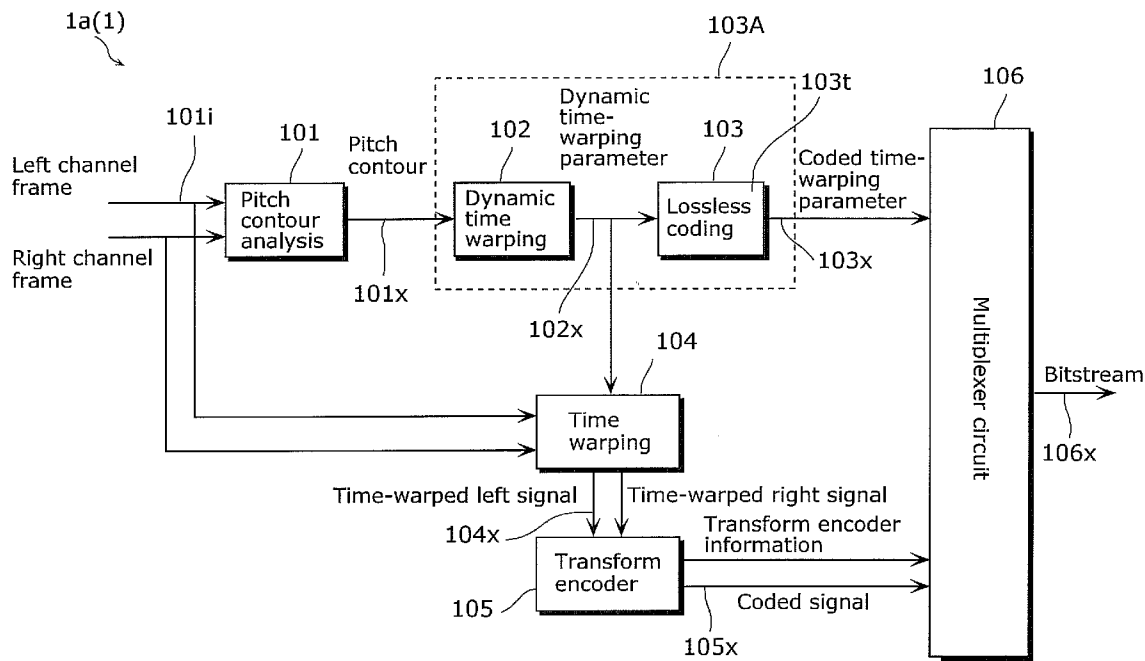 1a(1)
103A
101i
101
Pitch
contour
102
Dynamic
time-
warping
parameter
103t
103
Coded time-
warping
parameter
106
Left channel
frame
Pitch
contour
analysis
Dynamic
time
warping
Lossless
coding
Right channel
frame
101x
102x
103x
104
Multiplexer circuit
Bitstream
106x
Time
warping
Time-warped left signal
Time-warped right signal
104x
Transform encoder
information
Transform
encoder
105
Coded signal
105x